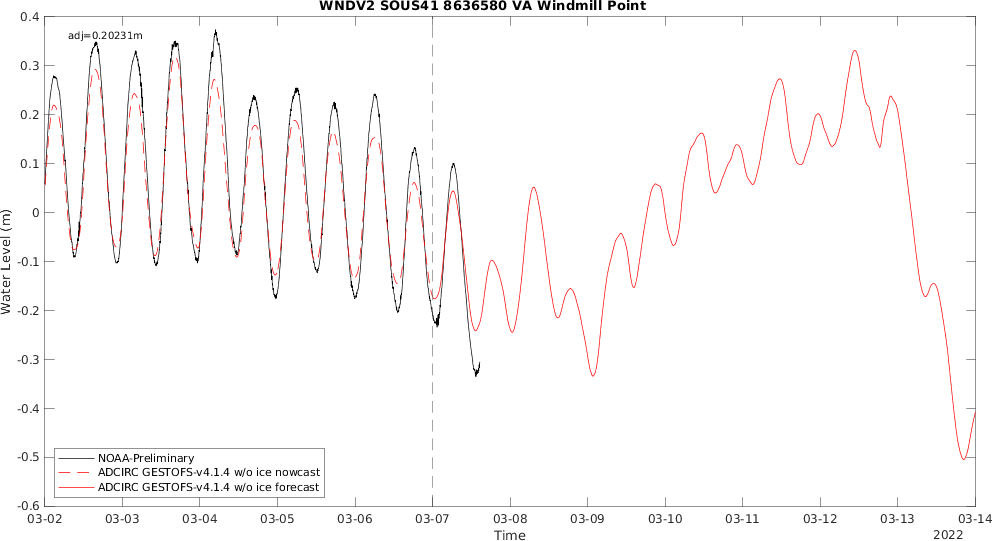 WNDV2 SOUS41 8636580 VA Windmill Point
adj=0.20231m
0.4
0.3
0.2
0.1
0
-0.1
-0.2
-0.3
-0.4
-0.5
-0.6
Water Level (m)
NOAA-Preliminary
ADCIRC GESTOFS-v4.1.4 w/o ice nowcast
ADCIRC GESTOFS-v4.1.4 w/o ice forecast
03-02 03-03 03-04 03-05 03-06 03-07 03-08 03-09 03-10 03-11 03-12 03-13 03-14
Time
2022